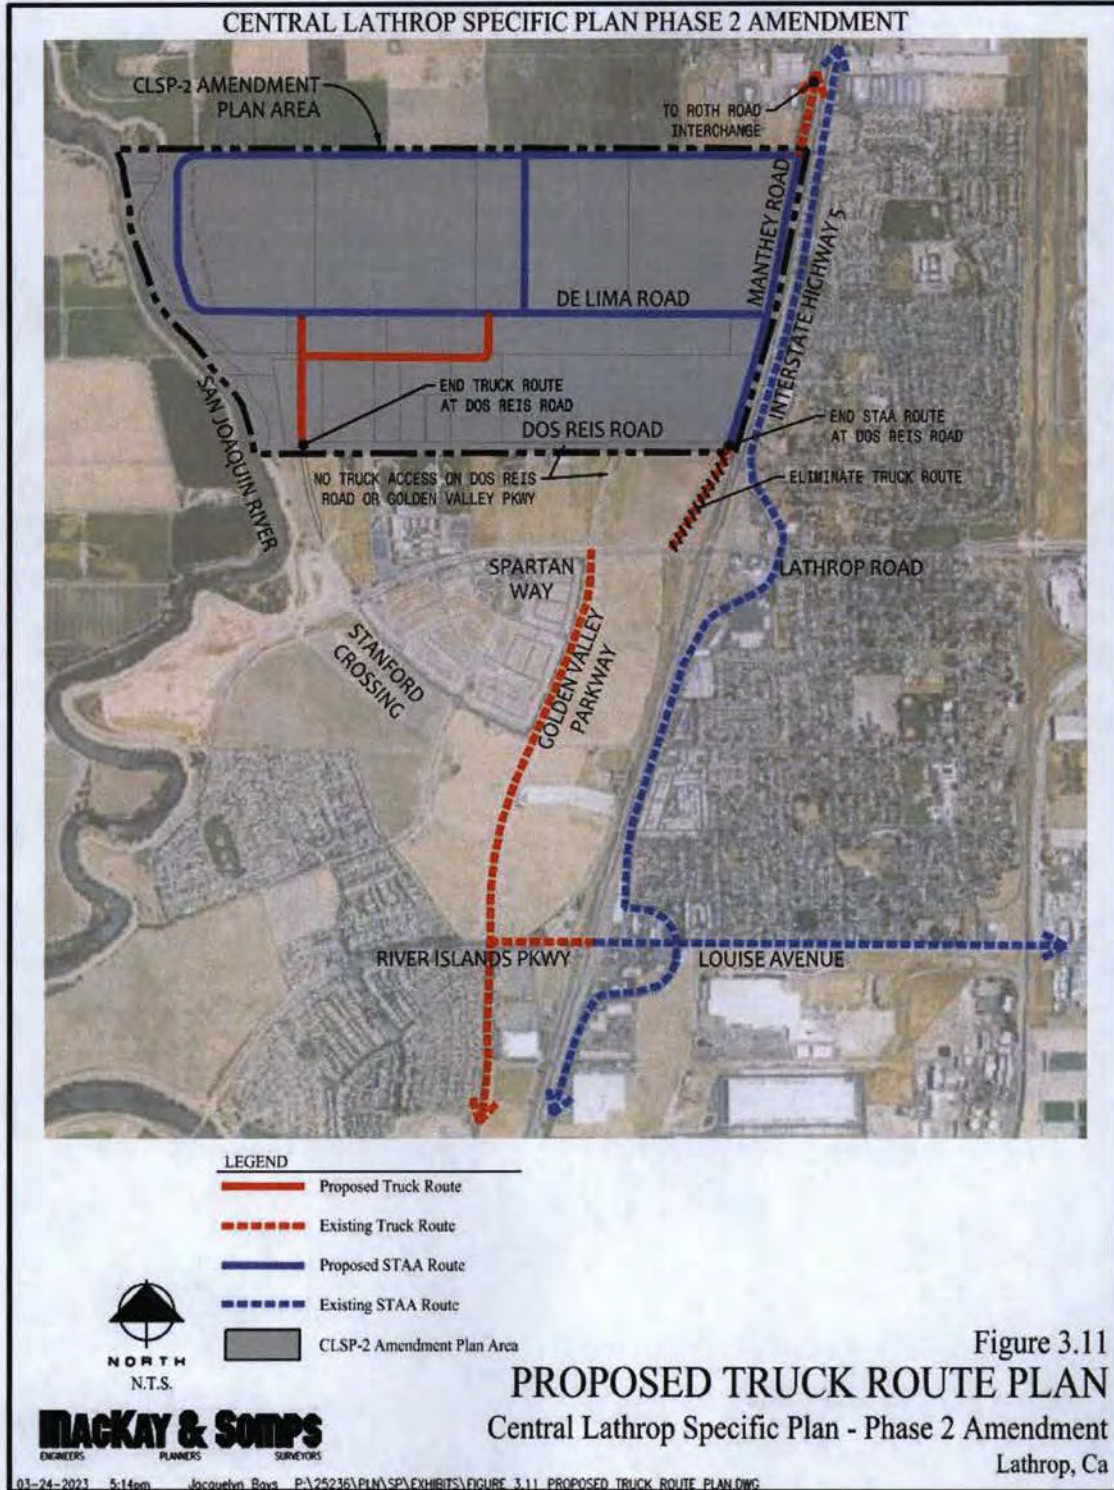 CENTRAL LATHROP SPECIFIC PLAN PHASE 2 AMENDMENT
CLSP-2 AMENDMENT
PLAN AREA
TO ROTH ROAD
INTERCHANGE
MANTHEY ROAD
INTERSTATE HIGHWAY 5
DE LIMA ROAD
END TRUCK ROUTE
AT DOS REIS ROAD
DOS REIS ROAD
END STAA ROUTE
AT DOS REIS ROAD
SAN JOAQUIN RIVER
NO TRUCK ACCESS ON DOS REIS
ROAD OR GOLDEN VALLEY PKWY
ELIMINATE TRUCK ROUTE
SPARTAN
WAY
LATHROP ROAD
STANFORD
CROSSING
GOLDEN VALLEY
PARKWAY
RIVER ISLANDS PKWY
LOUISE AVENUE
LEGEND
Proposed Truck Route
Existing Truck Route
Proposed STAA Route
Existing STAA Route
CLSP-2 Amendment Plan Area
NORTH
N.T.S.
Figure 3.11
PROPOSED TRUCK ROUTE PLAN
Central Lathrop Specific Plan - Phase 2 Amendment
Lathrop, Ca
MACKAY & SOMPS
ENGINEERS PLANNERS SURVEYORS
03-24-2023 5:14pm Jacquelyn Bays P:\25236\PLN\SP\EXHIBITS\FIGURE 3.11 PROPOSED TRUCK ROUTE PLAN.DWG